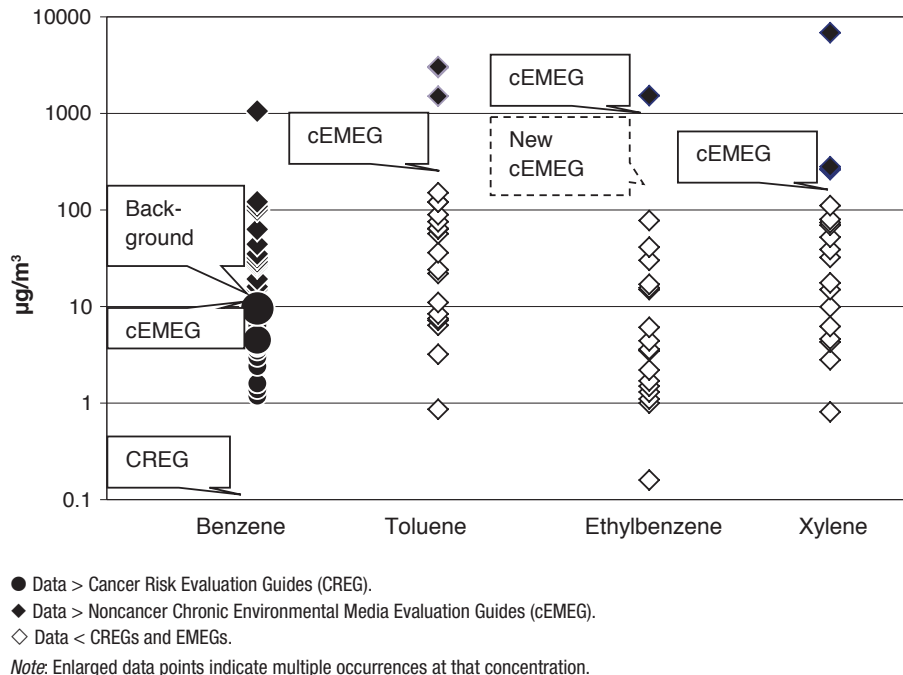 10000
1000
100
10
1
0.1
µg/m³
Back-
ground
cEMEG
CREG
cEMEG
cEMEG
New
cEMEG
cEMEG
Benzene
Toluene
Ethylbenzene
Xylene
● Data > Cancer Risk Evaluation Guides (CREG).
◆ Data > Noncancer Chronic Environmental Media Evaluation Guides (cEMEG).
◇ Data < CREGs and EMEGs.
Note: Enlarged data points indicate multiple occurrences at that concentration.